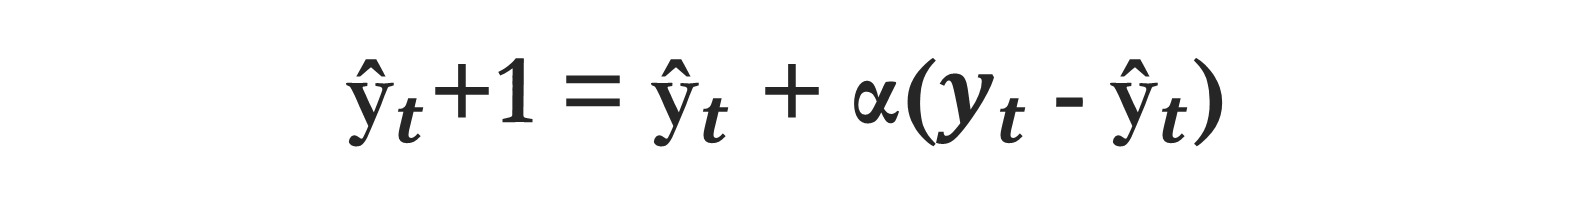 ŷₜ+1 = ŷₜ + α(yₜ - ŷₜ)